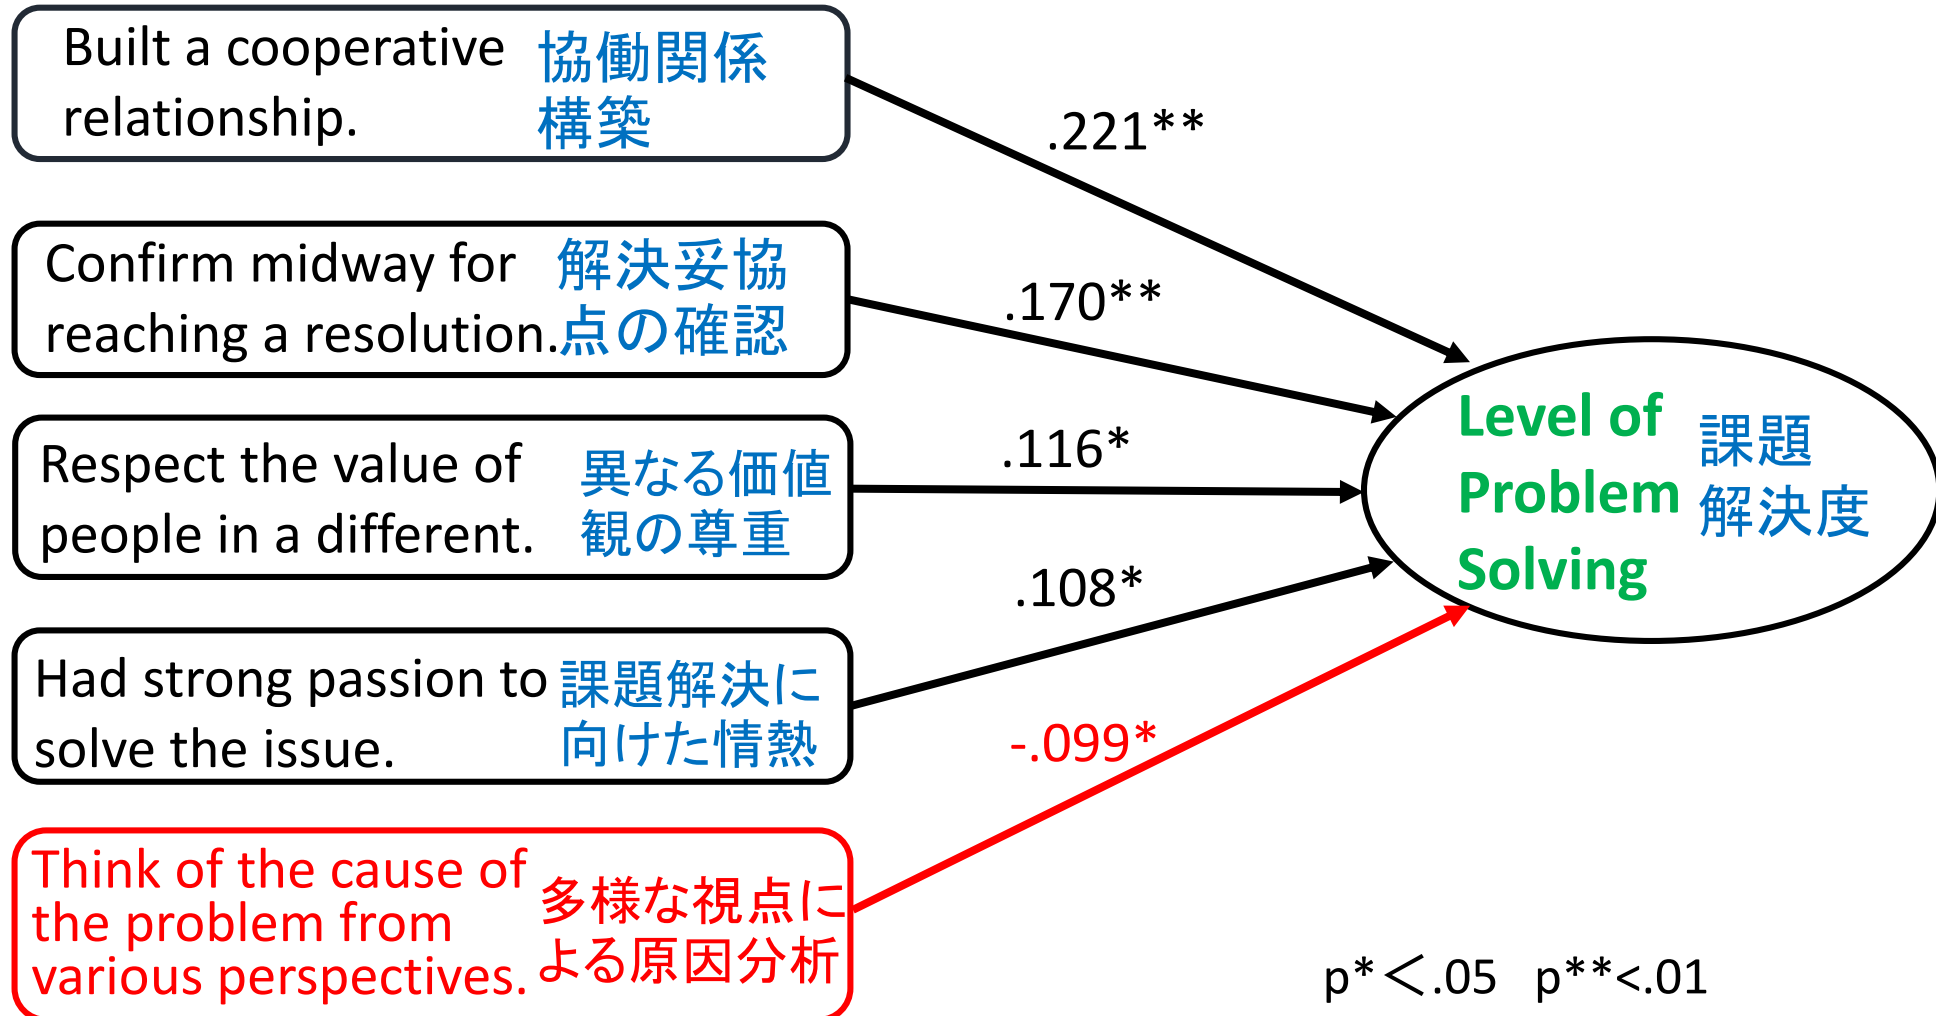 Built a cooperative
relationship.
協働関係
構築
.221**
Confirm midway for
reaching a resolution.
解決妥協
点の確認
.170**
Respect the value of
people in a different.
異なる価値
観の尊重
.116*
Had strong passion to
solve the issue.
課題解決に
向けた情熱
.108*
Think of the cause of
the problem from
various perspectives.
多様な視点に
よる原因分析
-.099*
Level of
Problem
Solving
課題
解決度
p*＜.05 p**<.01